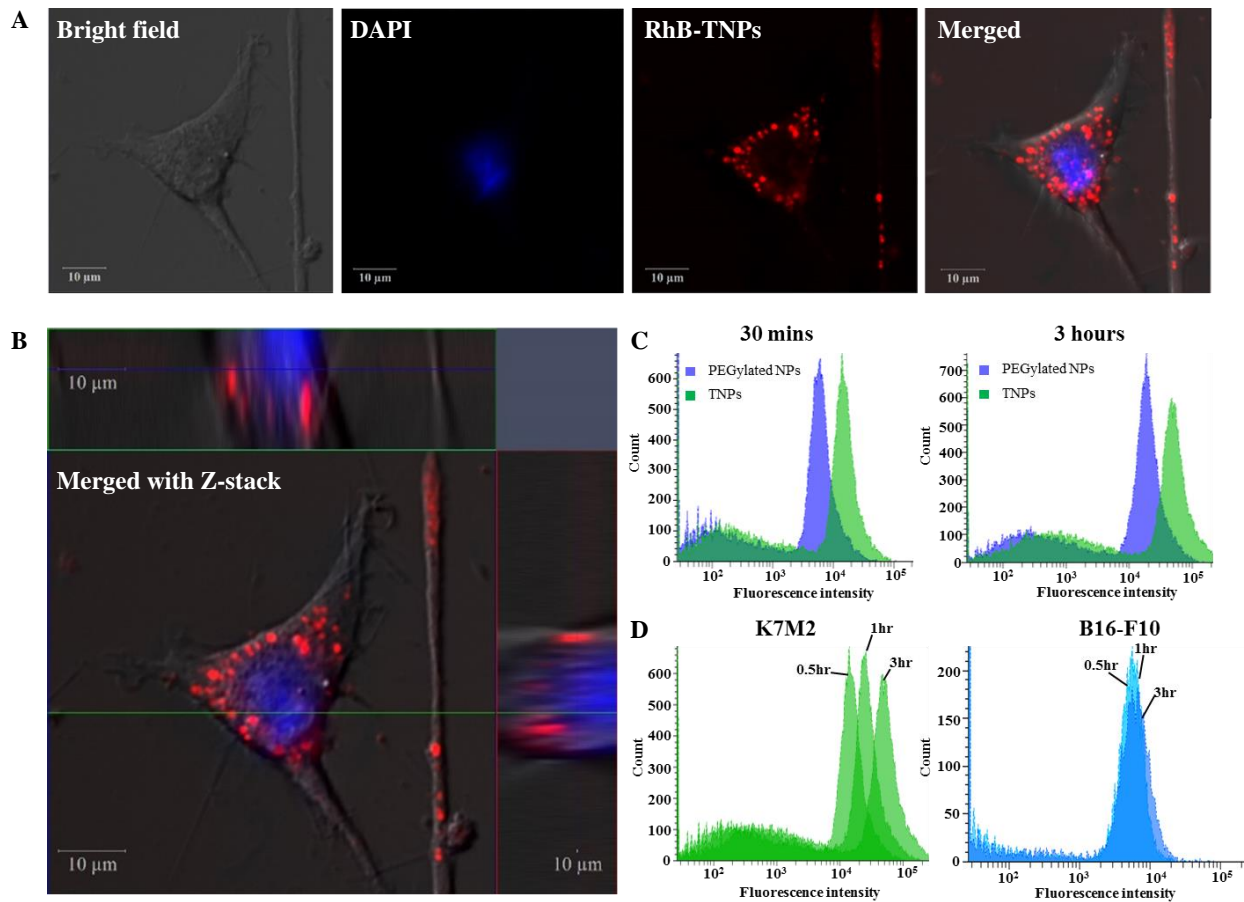 A
Bright field
DAPI
RhB-TNPs
Merged
10 µm
10 µm
10 µm
10 µm
B
10 µm
Merged with Z-stack
10 µm
10 µm
C
30 mins
3 hours
PEGylated NPs
TNPs
PEGylated NPs
TNPs
Count
600
500
400
300
200
100
0
10² 10³ 10⁴ 10⁵
Fluorescence intensity
Count
700
600
500
400
300
200
100
0
10² 10³ 10⁴ 10⁵
Fluorescence intensity
D
K7M2
B16-F10
0.5hr
1hr
3hr
Count
600
500
400
300
200
100
0
10² 10³ 10⁴ 10⁵
Fluorescence intensity
0.5hr
1hr
3hr
Count
200
150
100
50
0
10² 10³ 10⁴ 10⁵
Fluorescence intensity